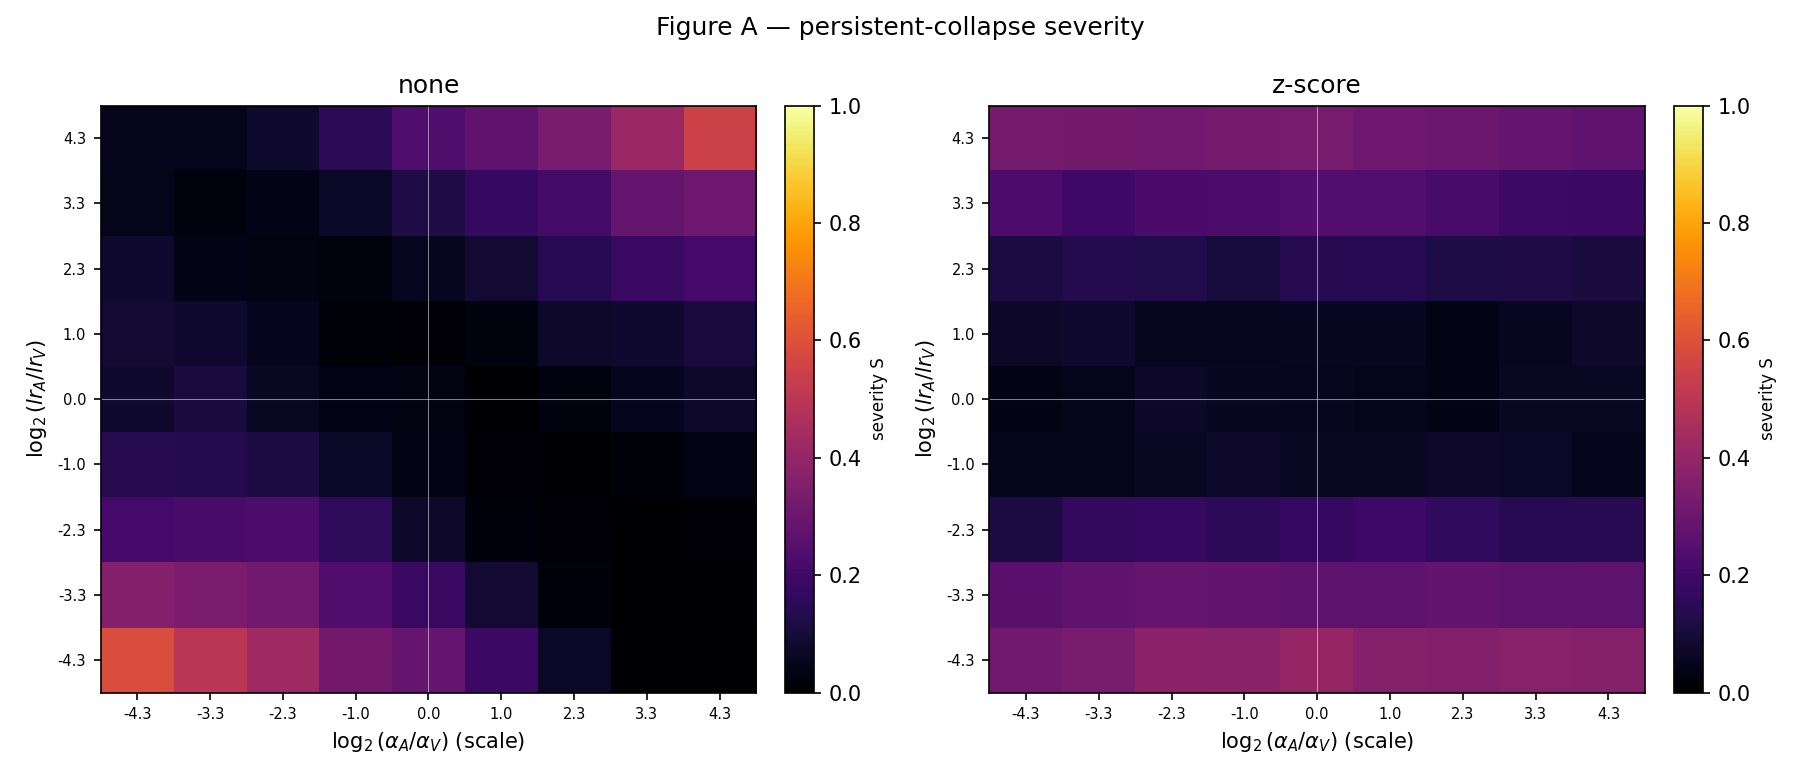 Figure A — persistent-collapse severity
none
4.3
3.3
2.3
1.0
0.0
-1.0
-2.3
-3.3
-4.3
log₂(lr_A/lr_V)
-4.3 -3.3 -2.3 -1.0 0.0 1.0 2.3 3.3 4.3
log₂(α_A/α_V) (scale)
1.0
0.8
0.6
0.4
0.2
0.0
severity S
z-score
4.3
3.3
2.3
1.0
0.0
-1.0
-2.3
-3.3
-4.3
log₂(lr_A/lr_V)
-4.3 -3.3 -2.3 -1.0 0.0 1.0 2.3 3.3 4.3
log₂(α_A/α_V) (scale)
1.0
0.8
0.6
0.4
0.2
0.0
severity S